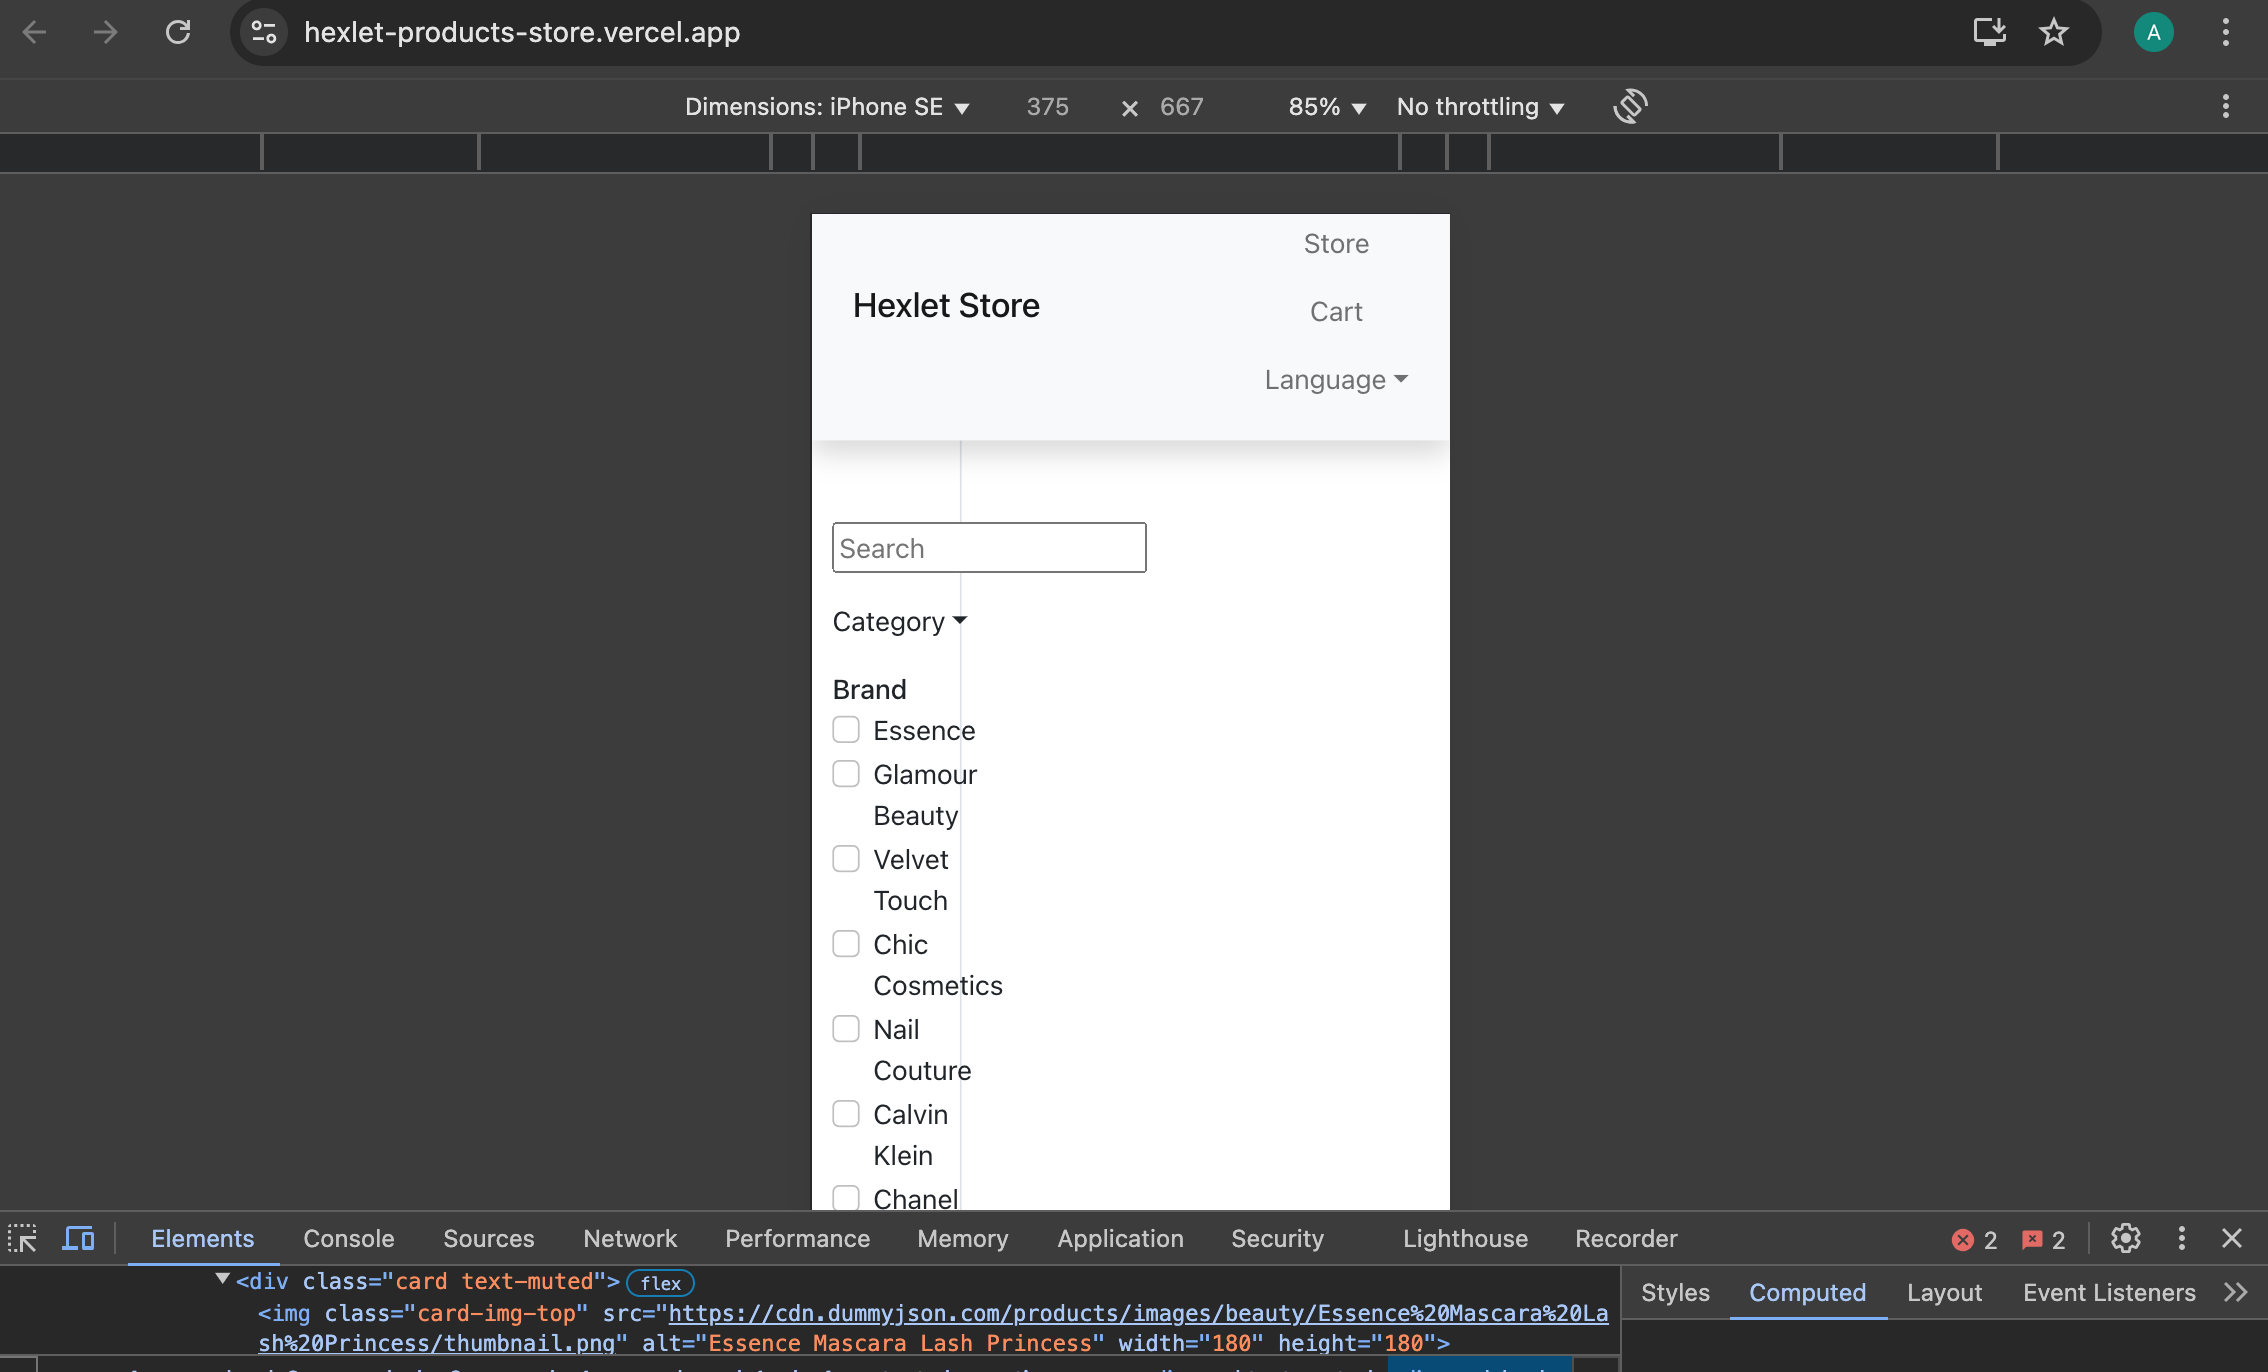 hexlet-products-store.vercel.app
A
Dimensions: iPhone SE 375 × 667 85% No throttling
Store
Hexlet Store
Cart
Language
Search
Category
Brand
Essence
Glamour
Beauty
Velvet
Touch
Chic
Cosmetics
Nail
Couture
Calvin
Klein
Chanel
Elements Console Sources Network Performance Memory Application Security Lighthouse Recorder 2 2
<div class="card text-muted"> flex
<img class="card-img-top" src="https://cdn.dummyjson.com/products/images/beauty/Essence%20Mascara%20La
sh%20Princess/thumbnail.png" alt="Essence Mascara Lash Princess" width="180" height="180">
Styles Computed Layout Event Listeners